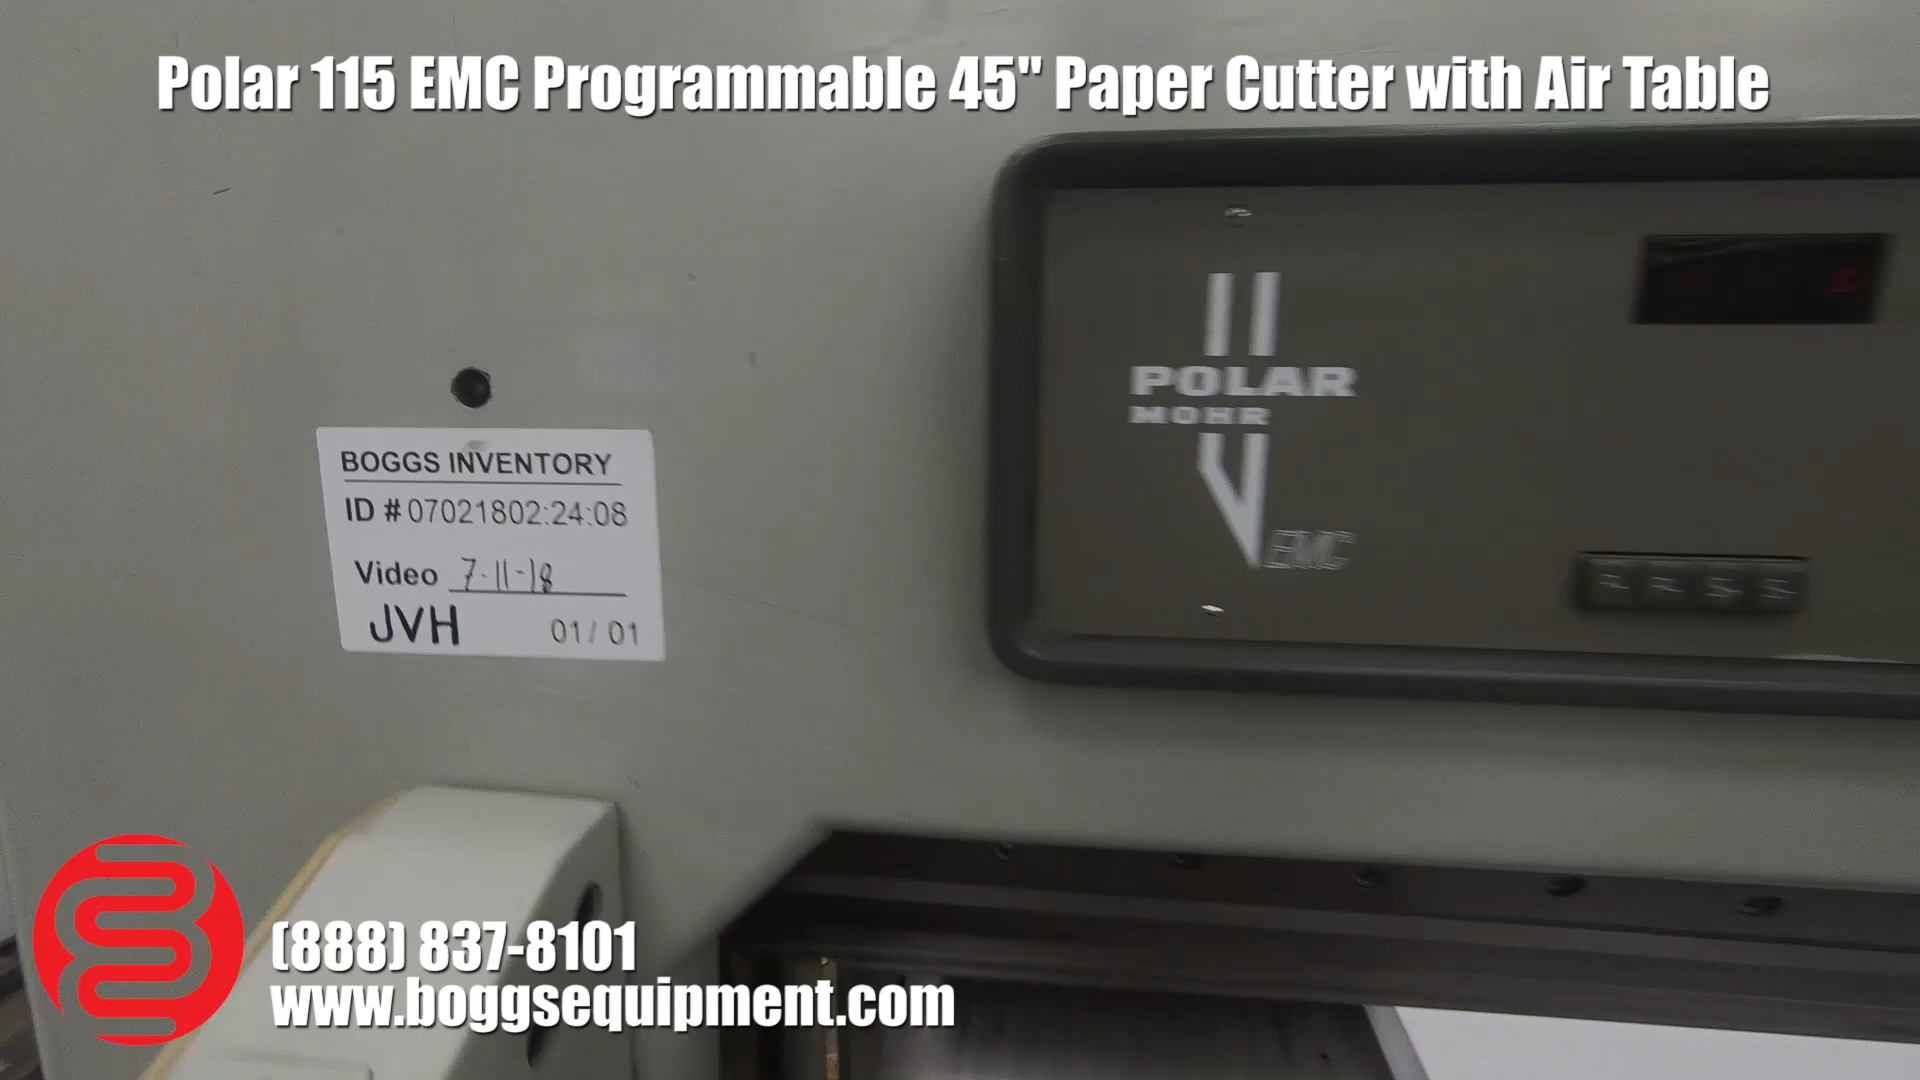 Polar 115 EMC Programmable 45" Paper Cutter with Air Table
POLAR
MOHR
EMC
BOGGS INVENTORY
ID # 07021802:24:08
Video 7-11-18
JVH 01/01
(888) 837-8101
www.boggsequipment.com